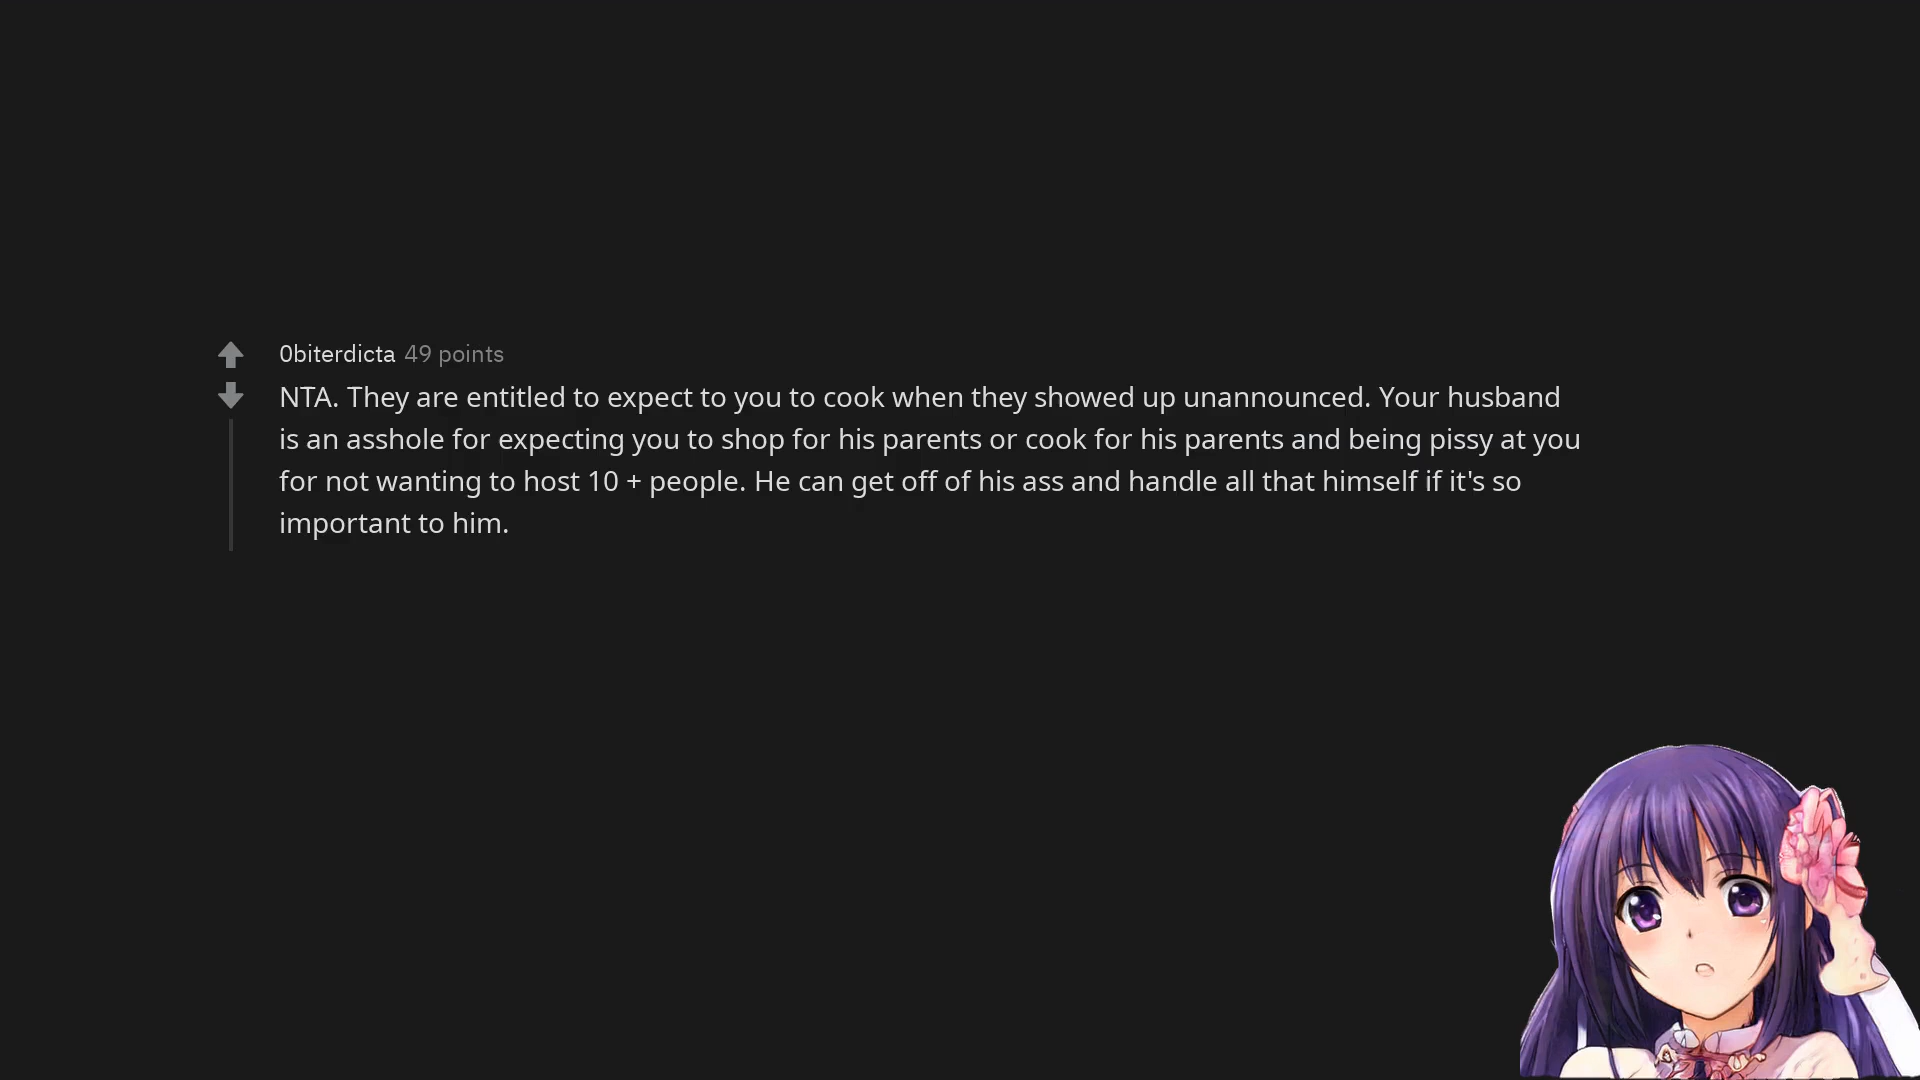 0biterdicta 49 points
NTA. They are entitled to expect to you to cook when they showed up unannounced. Your husband
is an asshole for expecting you to shop for his parents or cook for his parents and being pissy at you
for not wanting to host 10 + people. He can get off of his ass and handle all that himself if it's so
important to him.